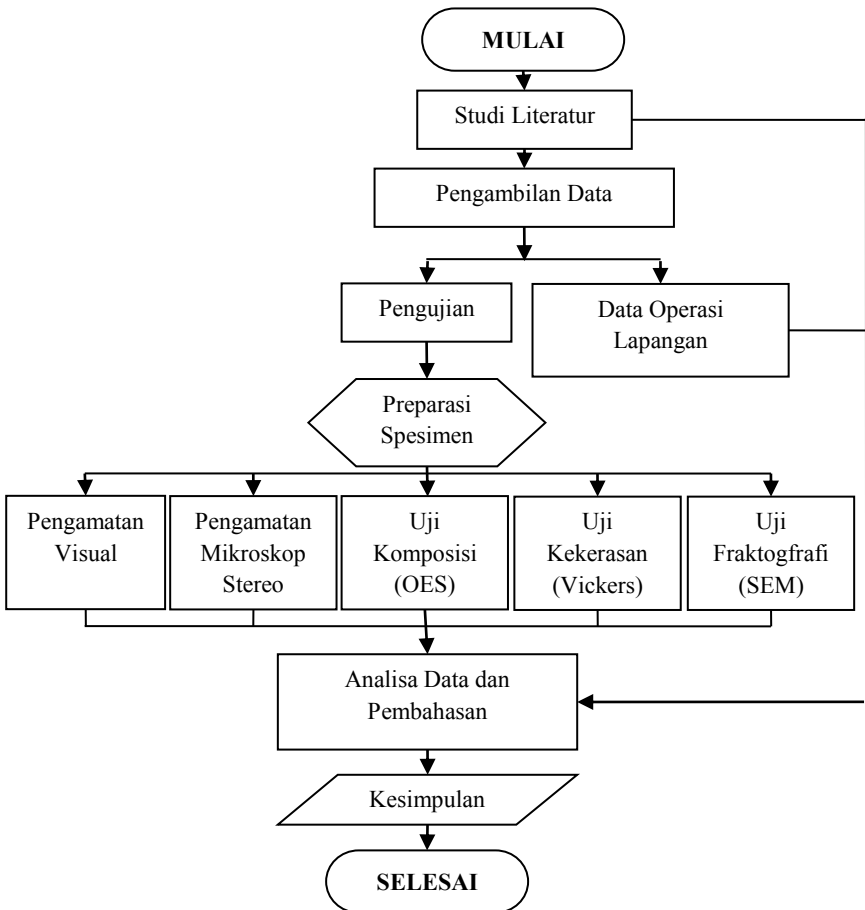 MULAI
Studi Literatur
Pengambilan Data
Pengujian
Data Operasi
Lapangan
Preparasi
Spesimen
Pengamatan
Visual
Pengamatan
Mikroskop
Stereo
Uji
Komposisi
(OES)
Uji
Kekerasan
(Vickers)
Uji
Fraktogfrafi
(SEM)
Analisa Data dan
Pembahasan
Kesimpulan
SELESAI